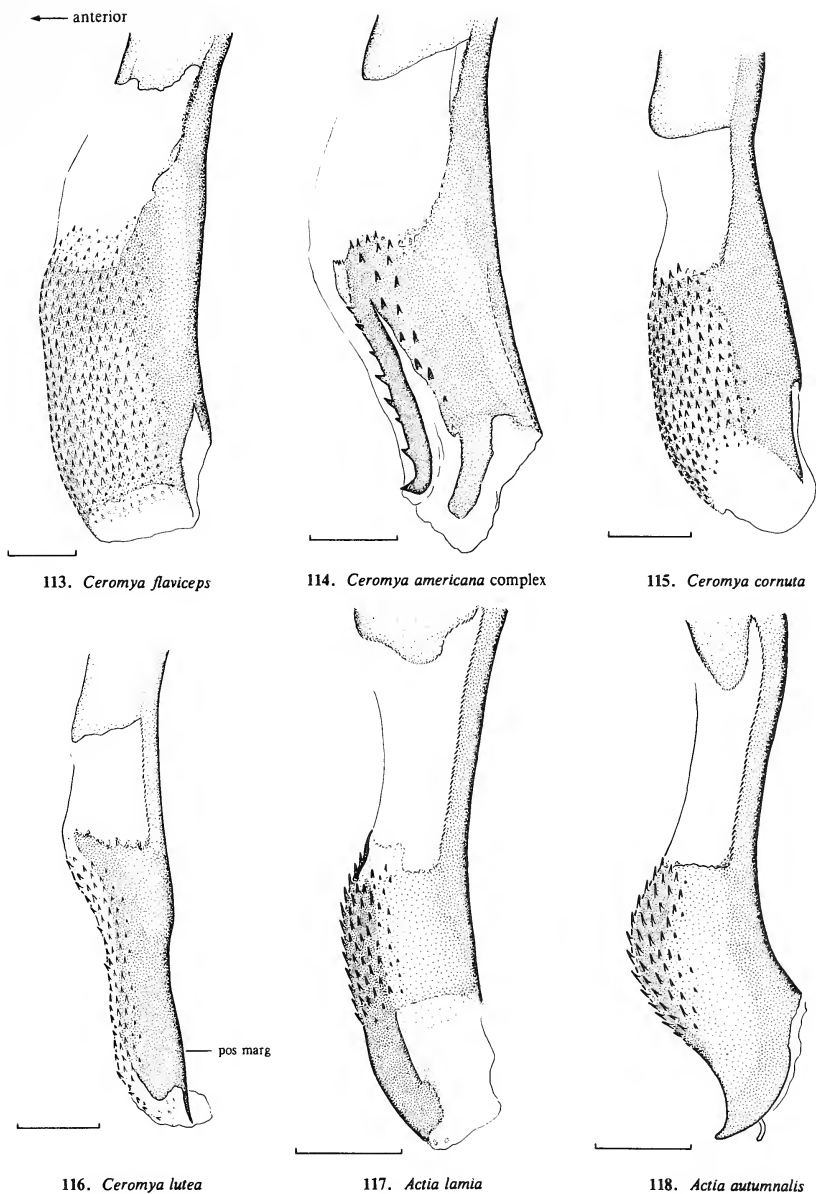 anterior
113. Ceromya flaviceps
114. Ceromya americana complex
115. Ceromya cornuta
pos marg
116. Ceromya lutea
117. Actia lamia
118. Actia autumnalis